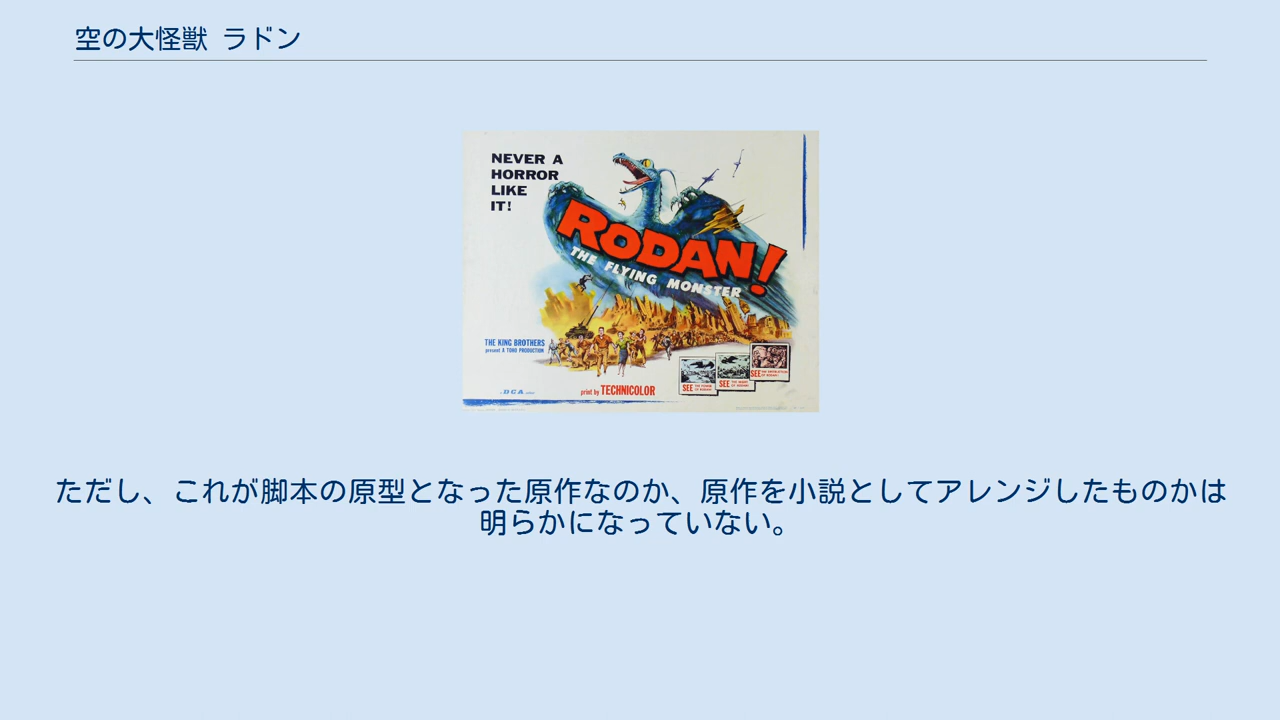 空の大怪獣 ラドン
NEVER A
HORROR
LIKE
IT!
RODAN!
THE FLYING MONSTER
THE KING BROTHERS
present A TOHO PRODUCTION
print by TECHNICOLOR
SEE
SEE
SEE
ただし、これが脚本の原型となった原作なのか、原作を小説としてアレンジしたものかは
明らかになっていない。